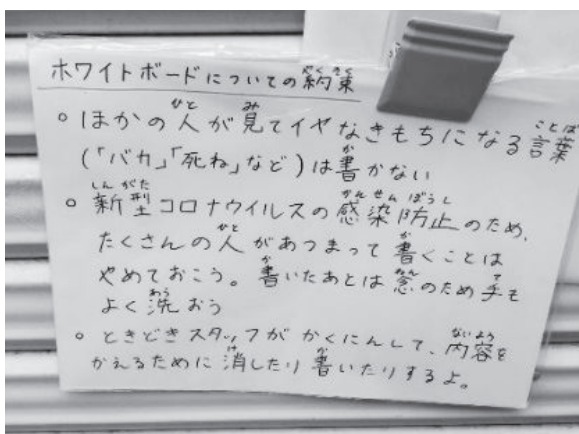 ホワイトボードについての約束
○ほかの人が見てイヤなきもちになる言葉
(「バカ」「死ね」など)は書かない
○新型コロナウイルスの感染防止のため、
たくさんの人があつまって書くことは
やめておこう。書いたあとは念のため手も
よく洗おう
○ときどきスタッフがかくにんして、内容を
かえるために消したり書いたりするよ。